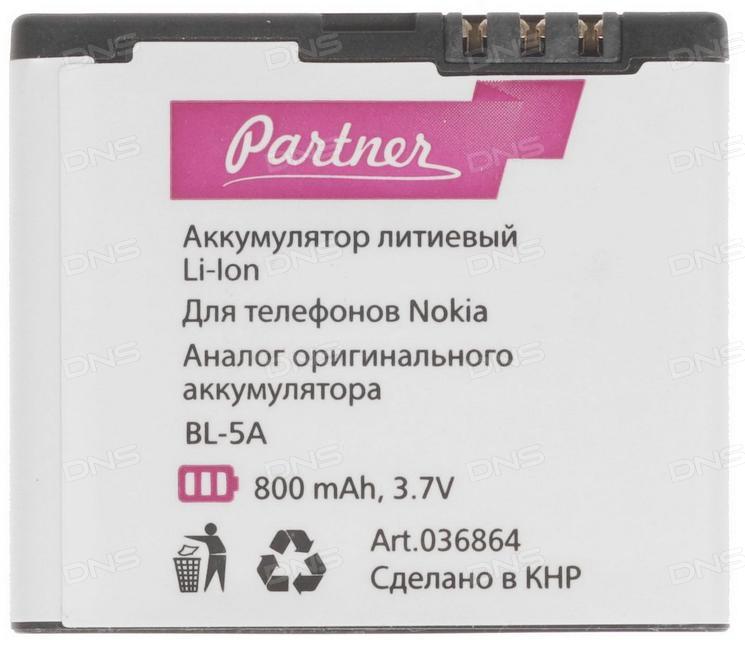 Partner
Аккумулятор литиевый
Li-Ion
Для телефонов Nokia
Аналог оригинального
аккумулятора
BL-5A
800 mAh, 3.7V
Art.036864
Сделано в КНР
DNS